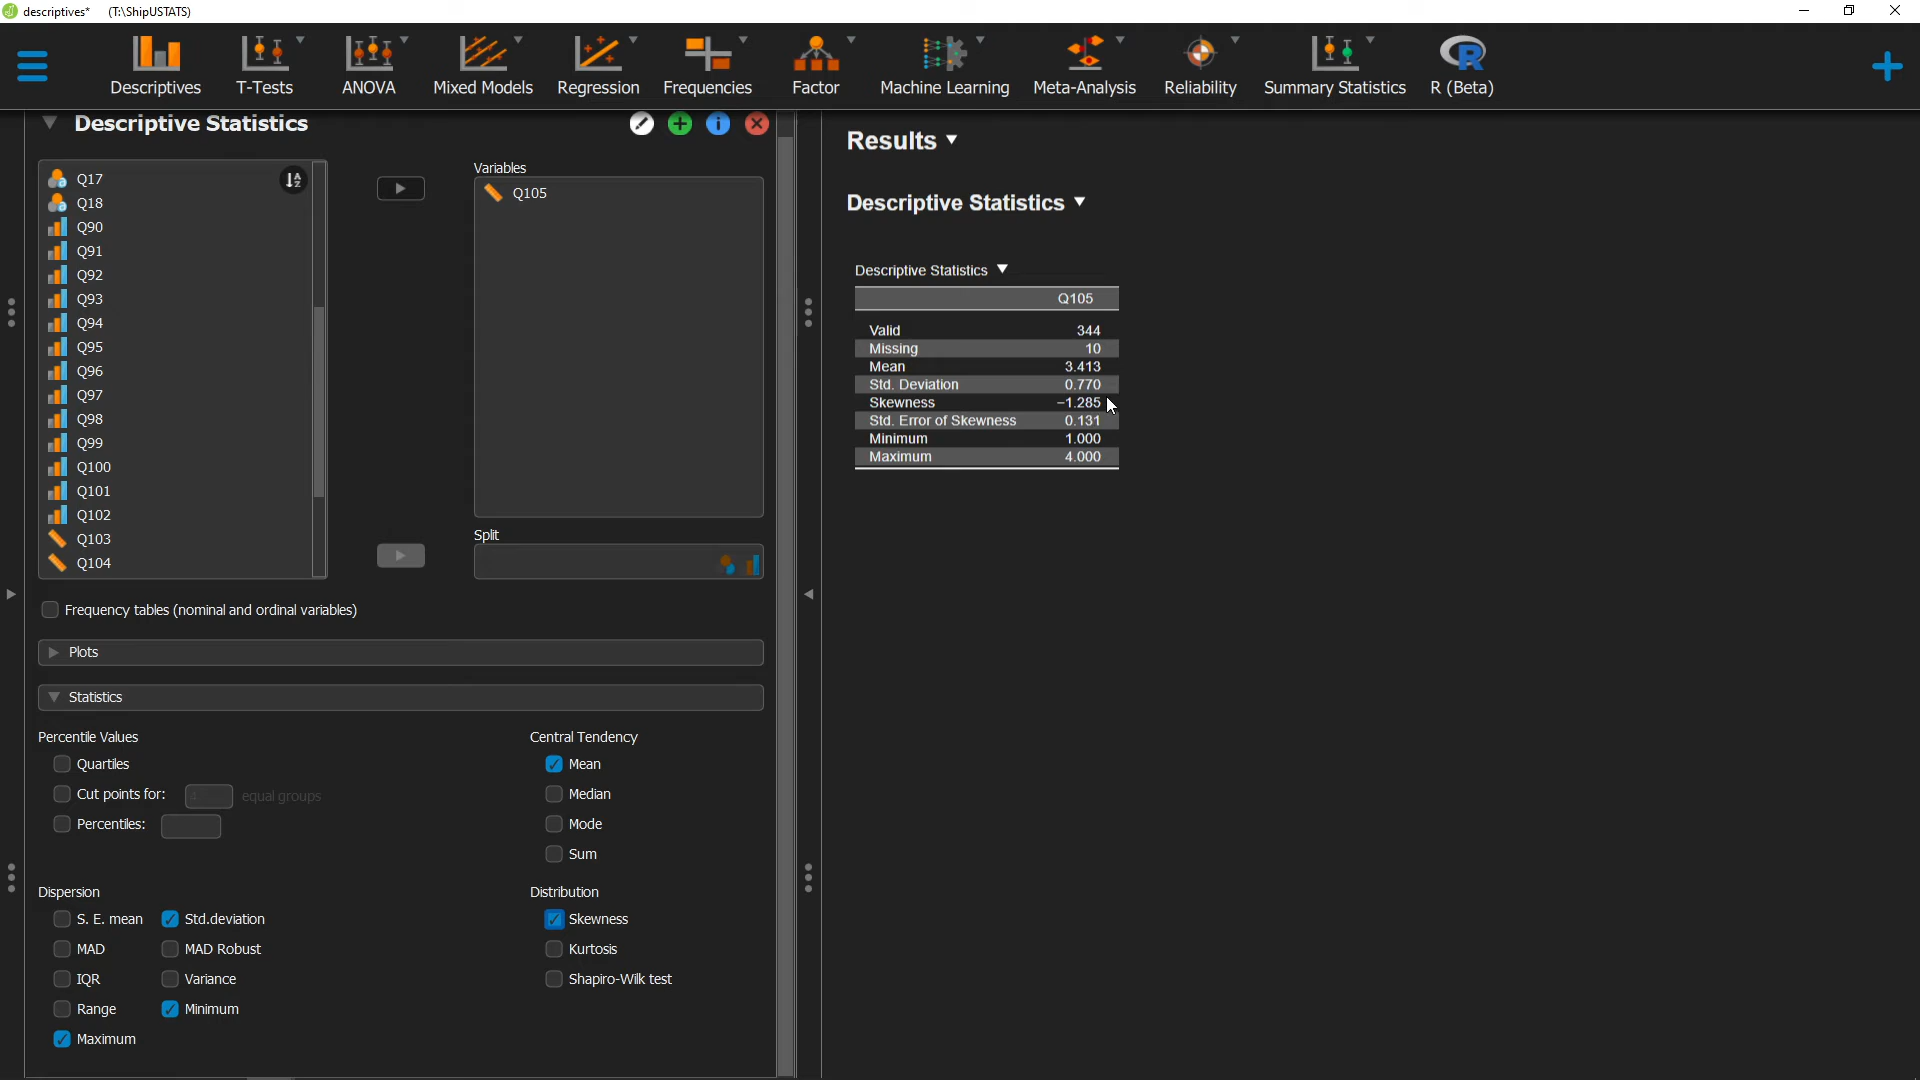 descriptives* (T:\ShipUSTATS)
Descriptives
T-Tests
ANOVA
Mixed Models
Regression
Frequencies
Factor
Machine Learning
Meta-Analysis
Reliability
Summary Statistics
R (Beta)
Descriptive Statistics
Q17
Q18
Q90
Q91
Q92
Q93
Q94
Q95
Q96
Q97
Q98
Q99
Q100
Q101
Q102
Q103
Q104
Variables
Q105
Split
Frequency tables (nominal and ordinal variables)
Plots
Statistics
Percentile Values
Quartiles
Cut points for: equal groups
Percentiles:
Central Tendency
Mean
Median
Mode
Sum
Dispersion
S. E. mean Std.deviation
MAD MAD Robust
IQR Variance
Range Minimum
Maximum
Distribution
Skewness
Kurtosis
Shapiro-Wilk test
Results
Descriptive Statistics
Descriptive Statistics
Q105
Valid 344
Missing 10
Mean 3.413
Std. Deviation 0.770
Skewness −1.285
Std. Error of Skewness 0.131
Minimum 1.000
Maximum 4.000